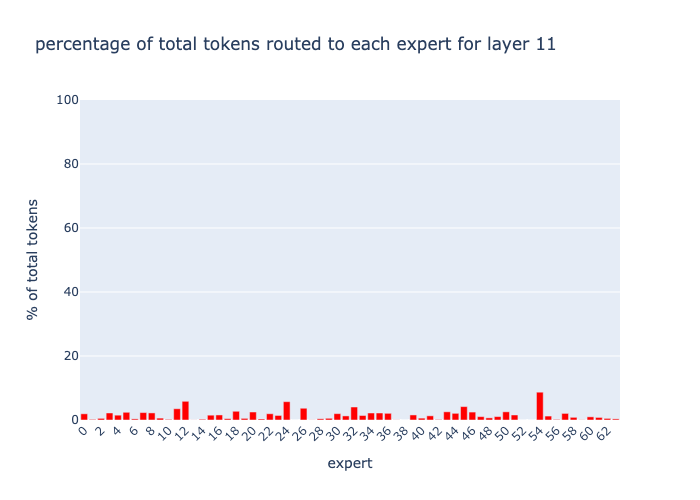 percentage of total tokens routed to each expert for layer 11
% of total tokens
100
80
60
40
20
0
0 2 4 6 8 10 12 14 16 18 20 22 24 26 28 30 32 34 36 38 40 42 44 46 48 50 52 54 56 58 60 62
expert